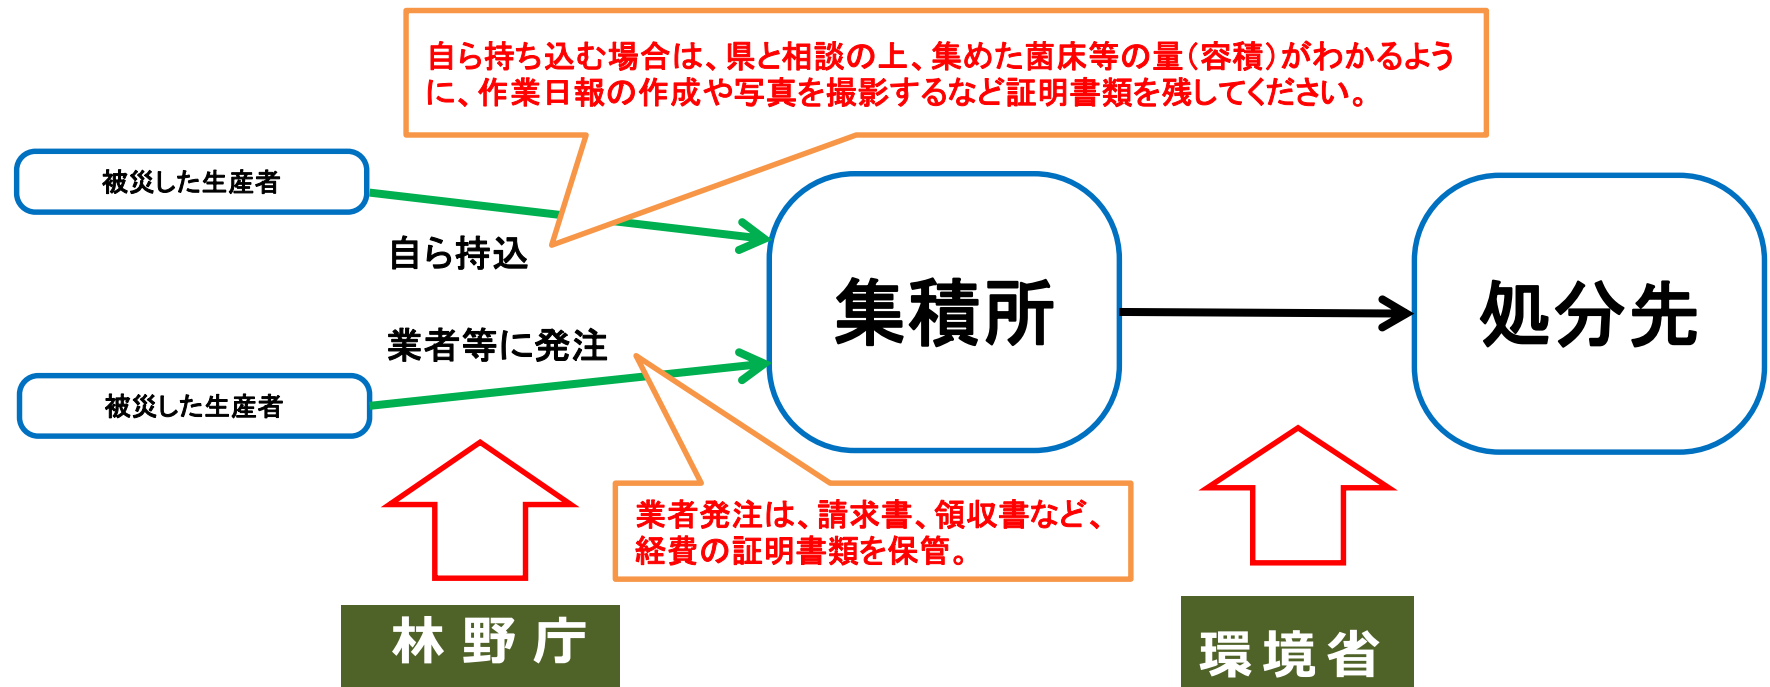 自ら持ち込む場合は、県と相談の上、集めた菌床等の量（容積）がわかるよう
に、作業日報の作成や写真を撮影するなど証明書類を残してください。
被災した生産者
自ら持込
業者等に発注
被災した生産者
集積所
処分先
業者発注は、請求書、領収書など、
経費の証明書類を保管。
林野庁
環境省